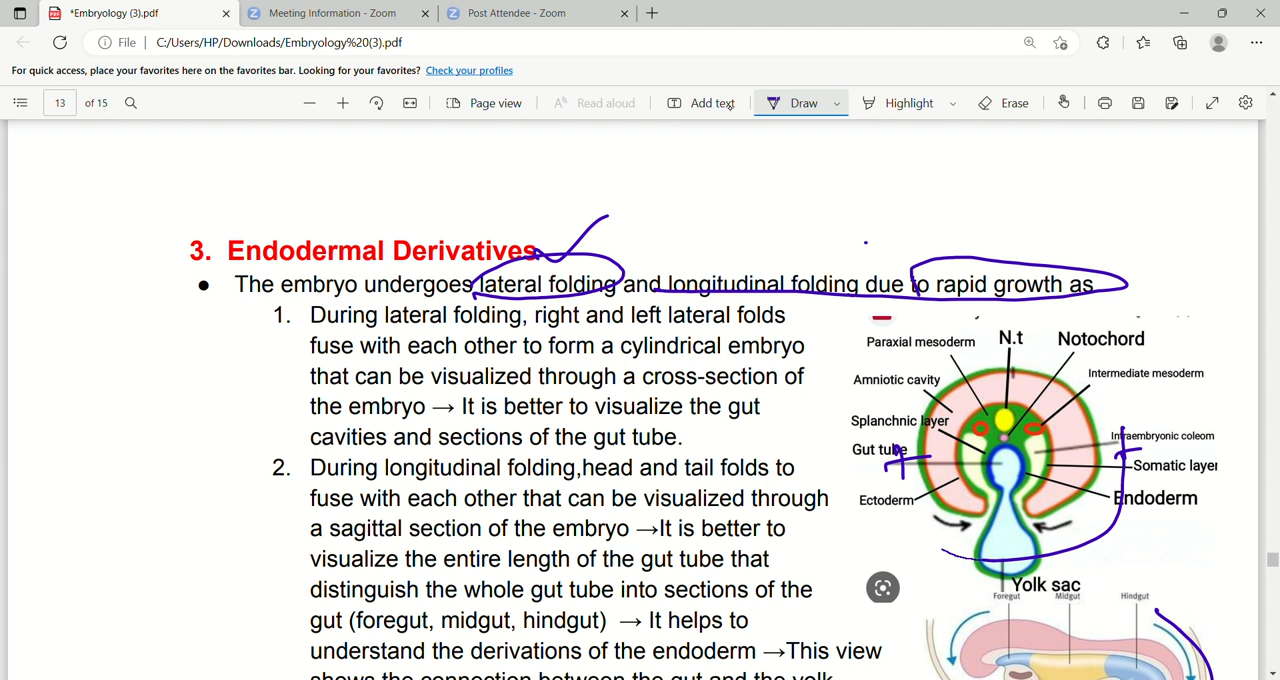 *Embryology (3).pdf
Meeting Information - Zoom
Post Attendee - Zoom
File
C:/Users/HP/Downloads/Embryology%20(3).pdf
For quick access, place your favorites here on the favorites bar. Looking for your favorites? Check your profiles
13 of 15
Page view
Read aloud
Add text
Draw
Highlight
Erase
3. Endodermal Derivatives
● The embryo undergoes lateral folding and longitudinal folding due to rapid growth as
1. During lateral folding, right and left lateral folds
fuse with each other to form a cylindrical embryo
that can be visualized through a cross-section of
the embryo → It is better to visualize the gut
cavities and sections of the gut tube.
2. During longitudinal folding,head and tail folds to
fuse with each other that can be visualized through
a sagittal section of the embryo →It is better to
visualize the entire length of the gut tube that
distinguish the whole gut tube into sections of the
gut (foregut, midgut, hindgut) → It helps to
understand the derivations of the endoderm →This view
shows the connection between the gut and the yolk
Paraxial mesoderm
N.t
Notochord
Amniotic cavity
Intermediate mesoderm
Splanchnic layer
Intraembryonic coleom
Gut tube
Somatic layer
Ectoderm
Endoderm
Yolk sac
Foregut
Midgut
Hindgut